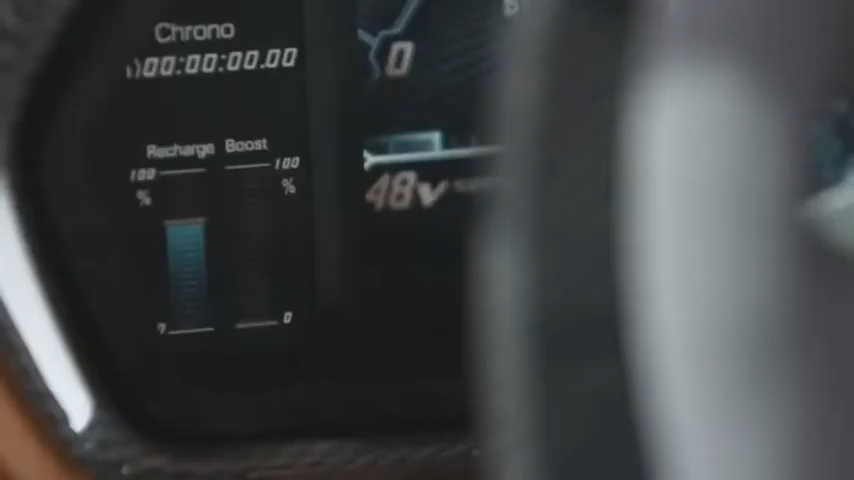 Chrono
00:00:00.00
0
Recharge Boost
100 100
% %
48v
0